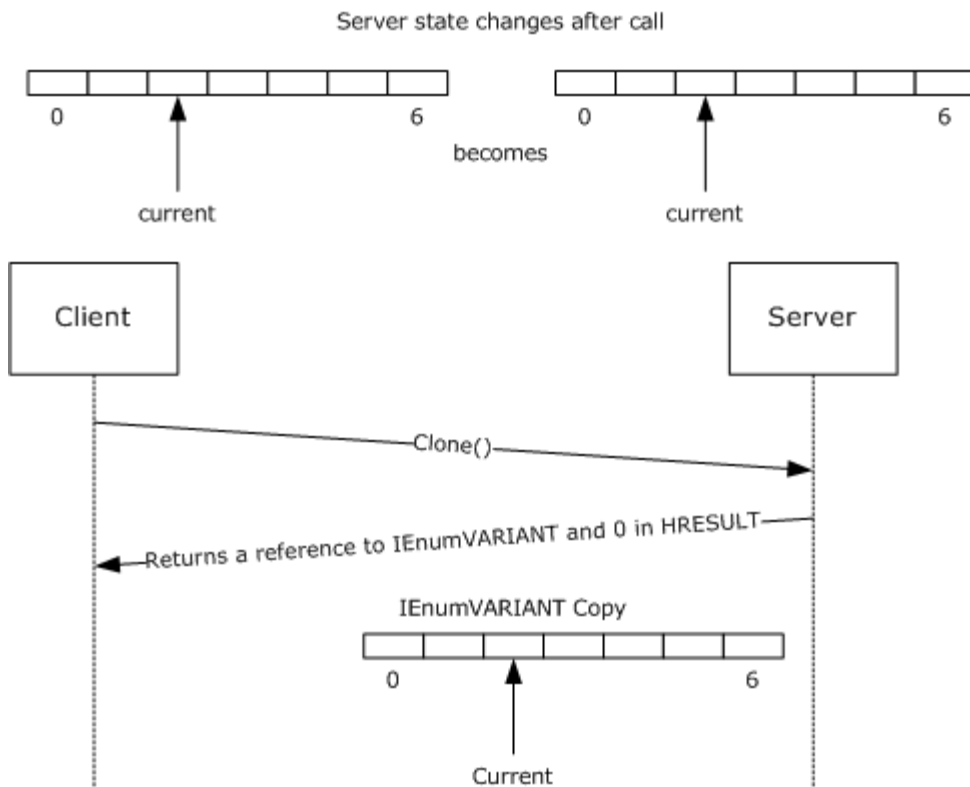 Server state changes after call
0 6 0 6
becomes
current current
Client Server
Clone()
Returns a reference to IEnumVARIANT and 0 in HRESULT
IEnumVARIANT Copy
0 6
Current